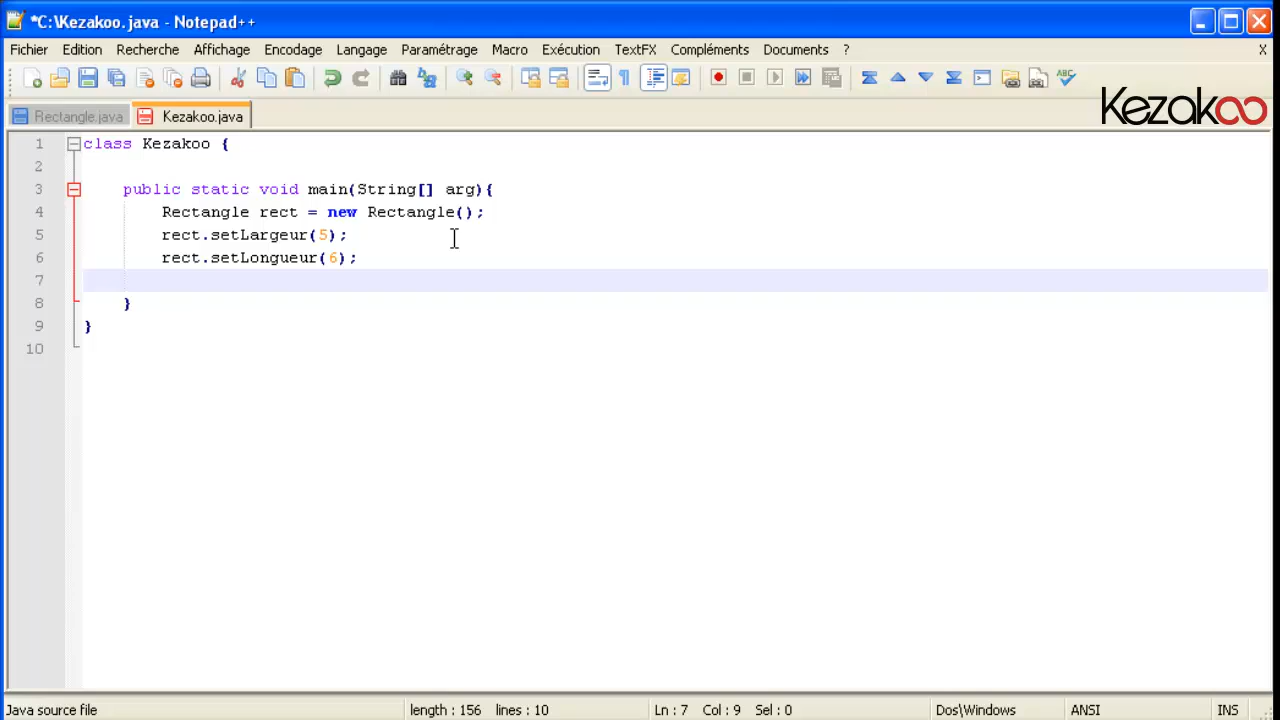 *C:\Kezakoo.java - Notepad++
Fichier Edition Recherche Affichage Encodage Langage Paramétrage Macro Exécution TextFX Compléments Documents ? X
ABC
Rectangle.java Kezakoo.java
Kezakoo
1 class Kezakoo {
2
3 public static void main(String[] arg){
4 Rectangle rect = new Rectangle();
5 rect.setLargeur(5);
6 rect.setLongueur(6);
7
8 }
9 }
10
Java source file length : 156 lines : 10 Ln : 7 Col : 9 Sel : 0 Dos\Windows ANSI INS